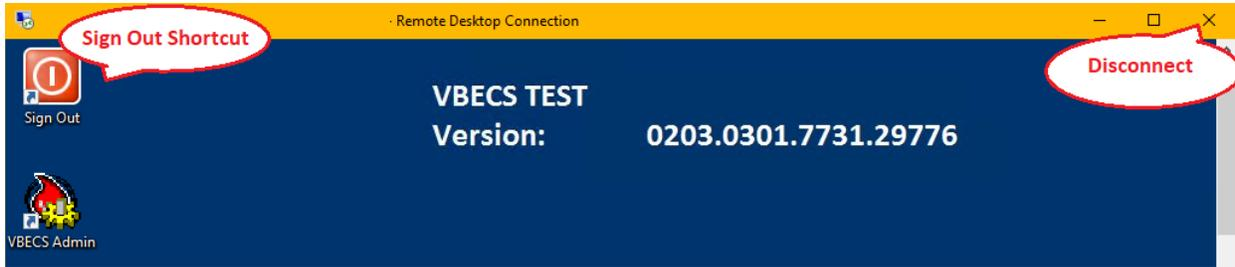 · Remote Desktop Connection
Sign Out Shortcut
Disconnect
Sign Out
VBECS TEST
Version: 0203.0301.7731.29776
VBECS Admin